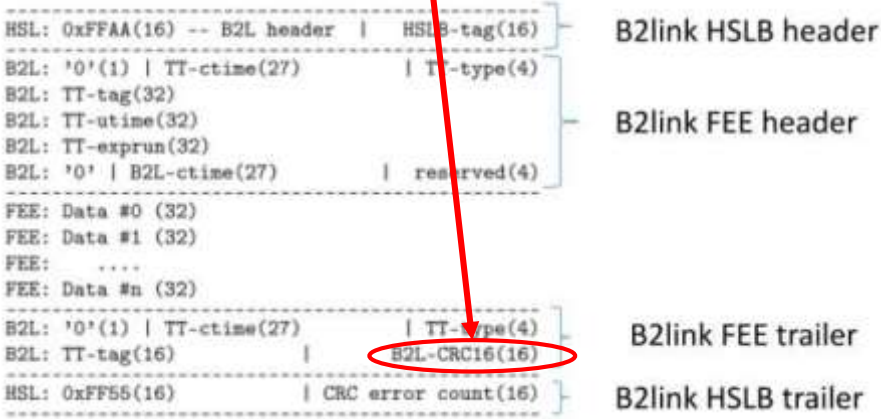 HSL: 0xFFAA(16) -- B2L header | HSLB-tag(16)
B2link HSLB header
B2L: '0'(1) | TT-ctime(27) | TT-type(4)
B2L: TT-tag(32)
B2L: TT-utime(32)
B2link FEE header
B2L: TT-exprun(32)
B2L: '0' | B2L-ctime(27) | reserved(4)
FEE: Data #0 (32)
FEE: Data #1 (32)
FEE: ....
FEE: Data #n (32)
B2L: '0'(1) | TT-ctime(27) | TT-type(4)
B2link FEE trailer
B2L: TT-tag(16) | B2L-CRC16(16)
HSL: 0xFF55(16) | CRC error count(16)
B2link HSLB trailer